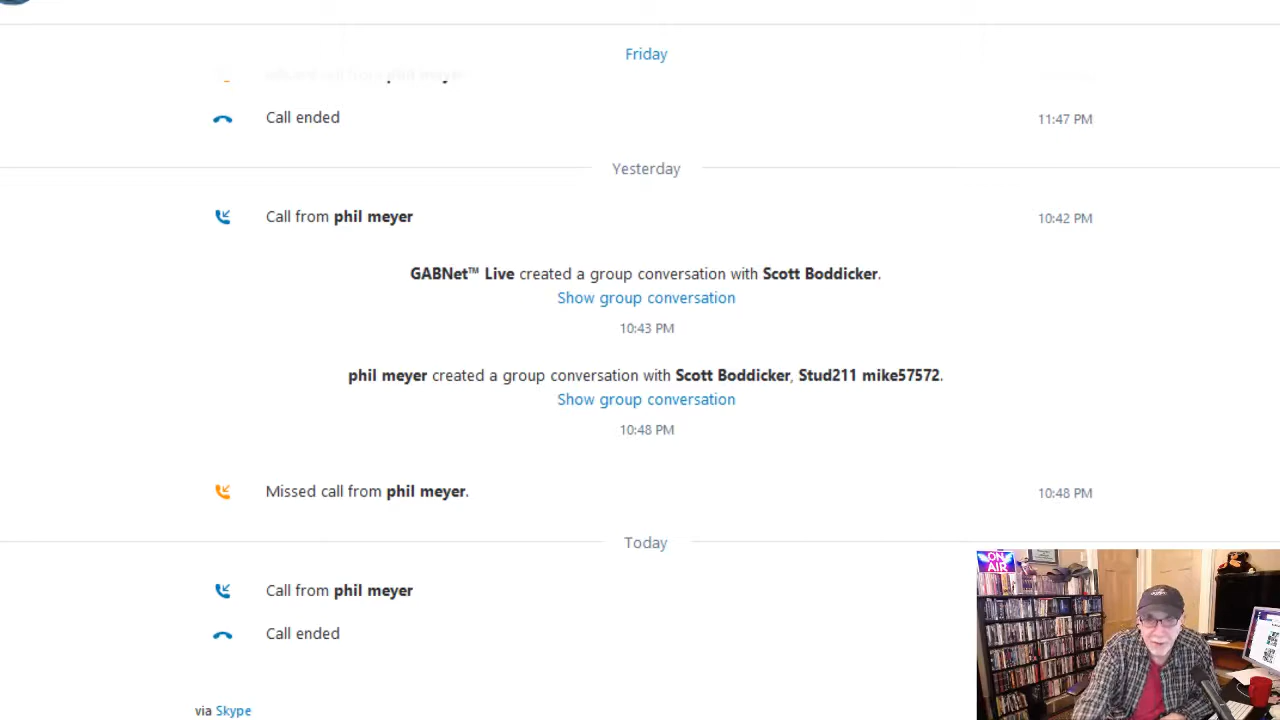 Friday
phil meyer
Call ended
11:47 PM
Yesterday
Call from phil meyer
10:42 PM
GABNet™ Live created a group conversation with Scott Boddicker.
Show group conversation
10:43 PM
phil meyer created a group conversation with Scott Boddicker, Stud211 mike57572.
Show group conversation
10:48 PM
Missed call from phil meyer.
10:48 PM
Today
ON
AIR
Call from phil meyer
Call ended
via Skype